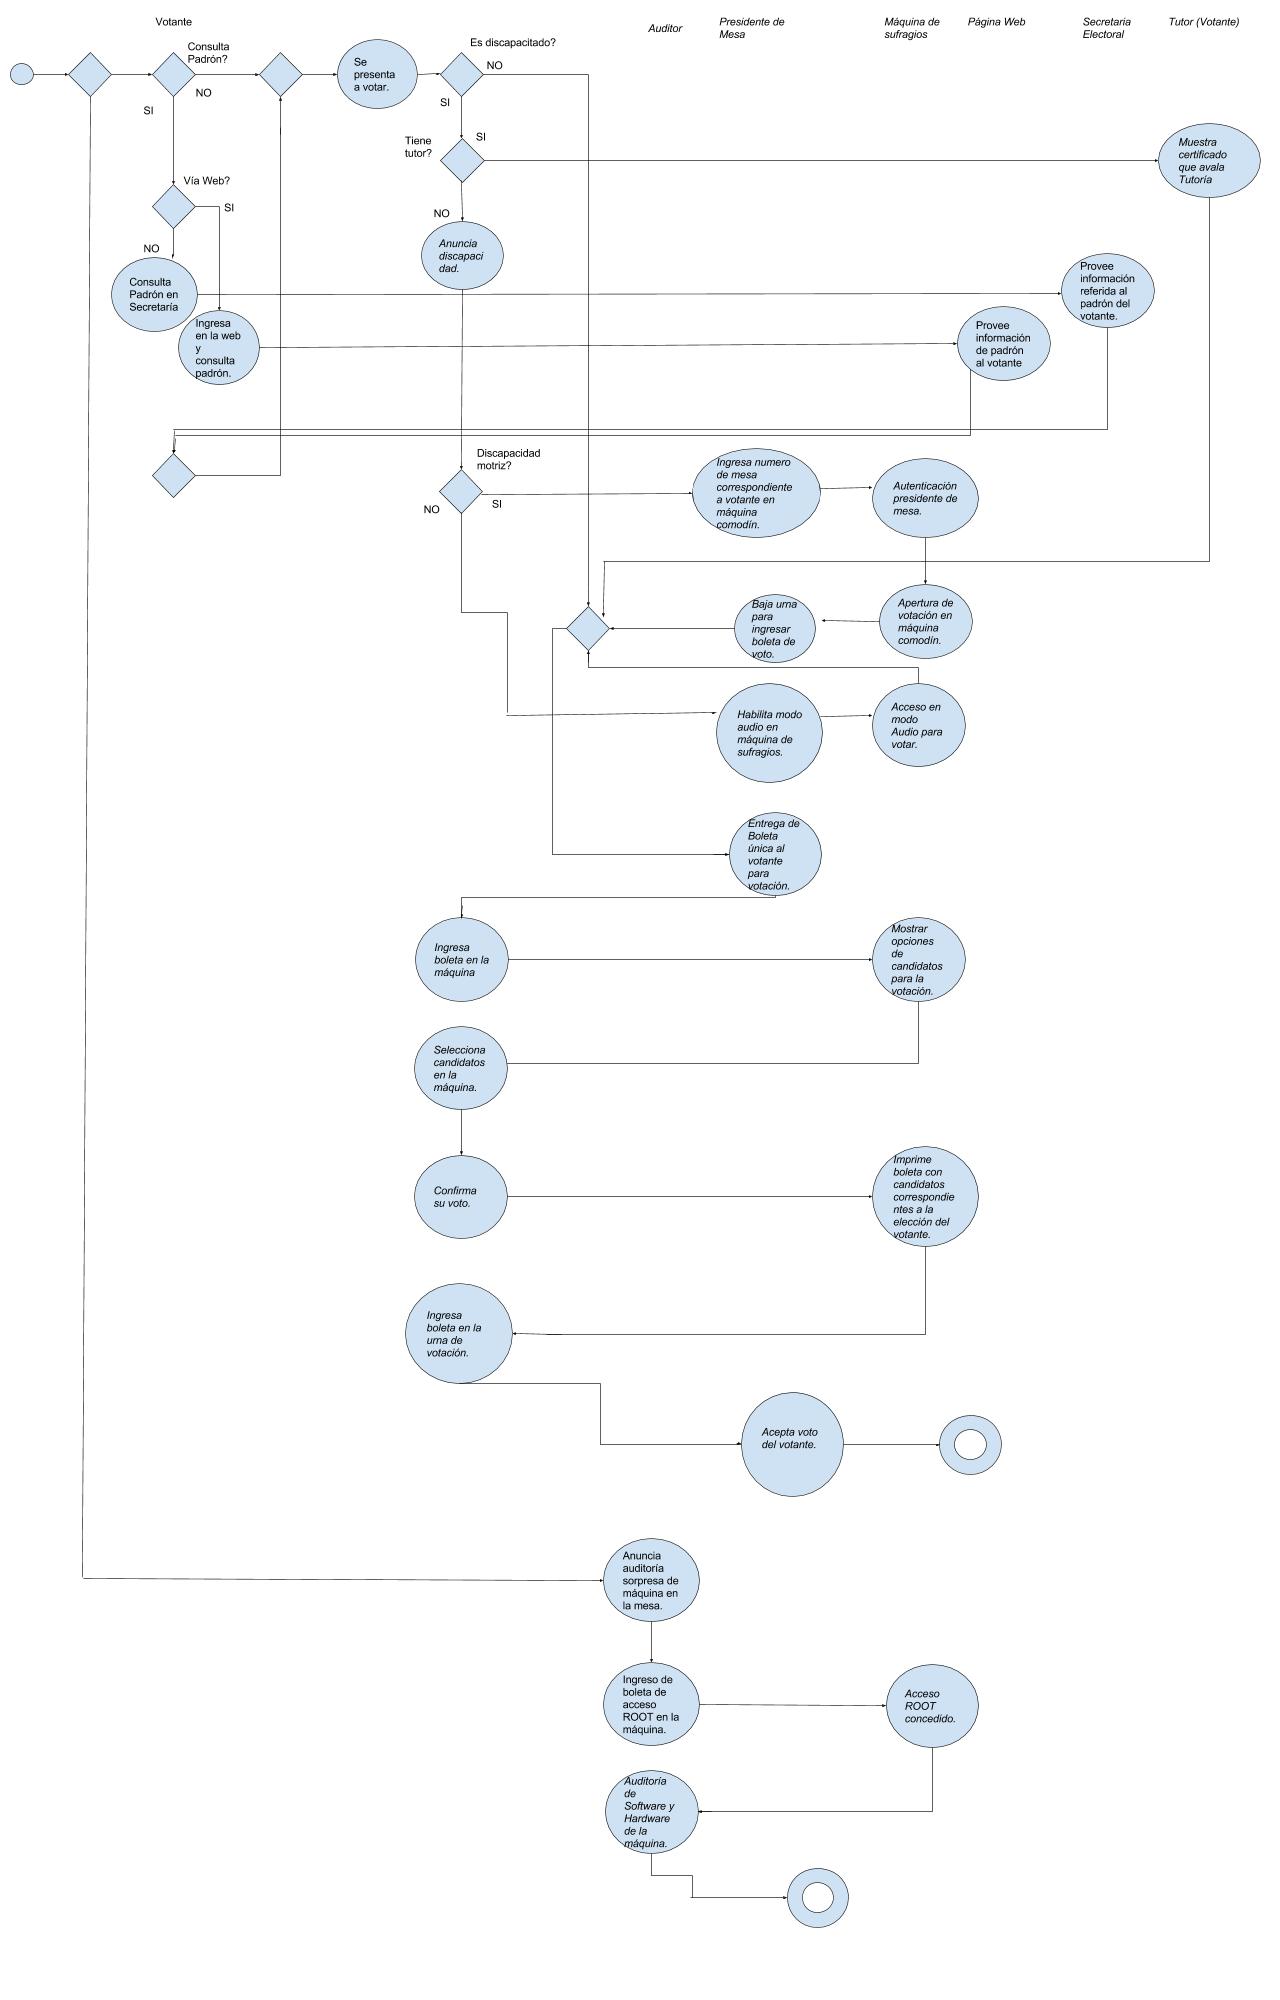 Votante
Auditor
Presidente de
Mesa
Máquina de
sufragios
Página Web
Secretaria
Electoral
Tutor (Votante)
Consulta
Padrón?
NO
SI
Se
presenta
a votar.
Es discapacitado?
NO
SI
Tiene
tutor?
SI
NO
Muestra
certificado
que avala
Tutoría
Vía Web?
SI
NO
Anuncia
discapaci
dad.
Consulta
Padrón en
Secretaría
Provee
información
referida al
padrón del
votante.
Ingresa
en la web
y
consulta
padrón.
Provee
información
de padrón
al votante
Discapacidad
motriz?
NO
SI
Ingresa numero
de mesa
correspondiente
a votante en
máquina
comodín.
Autenticación
presidente de
mesa.
Baja urna
para
ingresar
boleta de
voto.
Apertura de
votación en
máquina
comodín.
Habilita modo
audio en
máquina de
sufragios.
Acceso en
modo
Audio para
votar.
Entrega de
Boleta
única al
votante
para
votación.
Ingresa
boleta en la
máquina
Mostrar
opciones
de
candidatos
para la
votación.
Selecciona
candidatos
en la
máquina.
Confirma
su voto.
Imprime
boleta con
candidatos
correspondie
ntes a la
elección del
votante.
Ingresa
boleta en la
urna de
votación.
Acepta voto
del votante.
Anuncia
auditoría
sorpresa de
máquina en
la mesa.
Ingreso de
boleta de
acceso
ROOT en la
máquina.
Acceso
ROOT
concedido.
Auditoría
de
Software y
Hardware
de la
máquina.